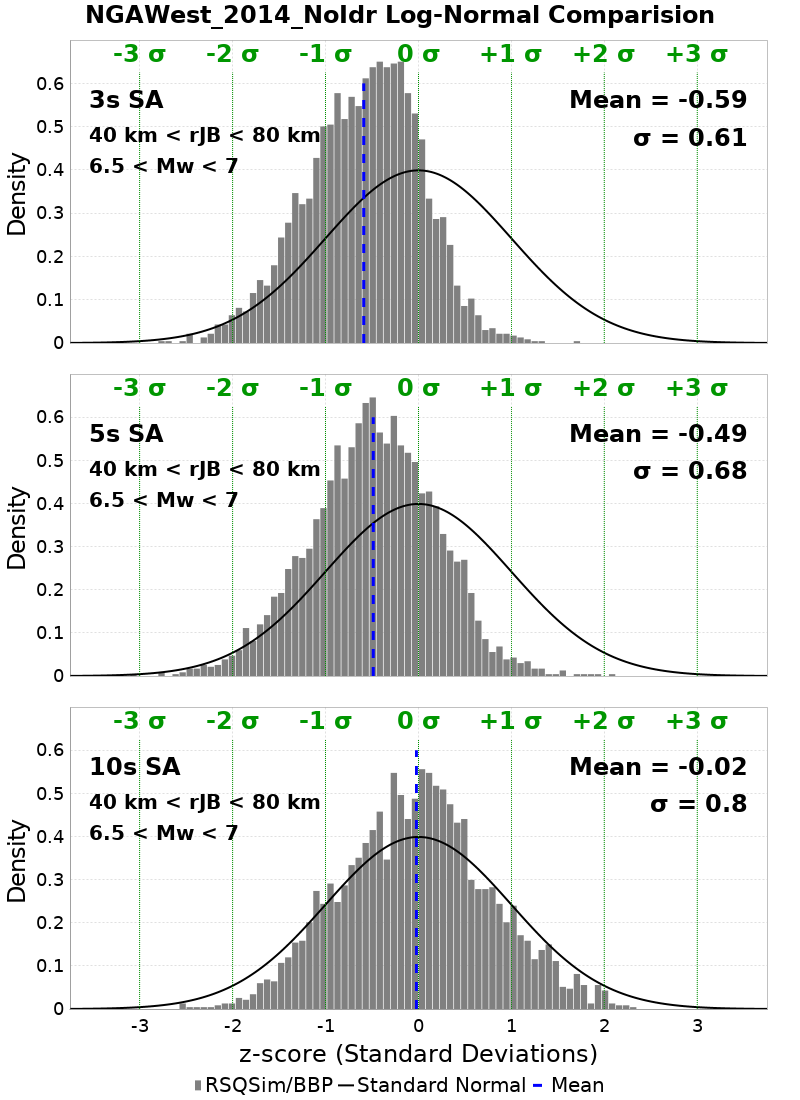 NGAWest_2014_NoIdr Log-Normal Comparision
-3 σ -2 σ -1 σ 0 σ +1 σ +2 σ +3 σ
3s SA
Mean = -0.59
40 km < rJB < 80 km
σ = 0.61
6.5 < Mw < 7
0.6
0.5
0.4
0.3
0.2
0.1
0
Density
-3 σ -2 σ -1 σ 0 σ +1 σ +2 σ +3 σ
5s SA
Mean = -0.49
40 km < rJB < 80 km
σ = 0.68
6.5 < Mw < 7
0.6
0.5
0.4
0.3
0.2
0.1
0
Density
-3 σ -2 σ -1 σ 0 σ +1 σ +2 σ +3 σ
10s SA
Mean = -0.02
40 km < rJB < 80 km
σ = 0.8
6.5 < Mw < 7
0.6
0.5
0.4
0.3
0.2
0.1
0
Density
-3 -2 -1 0 1 2 3
z-score (Standard Deviations)
RSQSim/BBP Standard Normal Mean